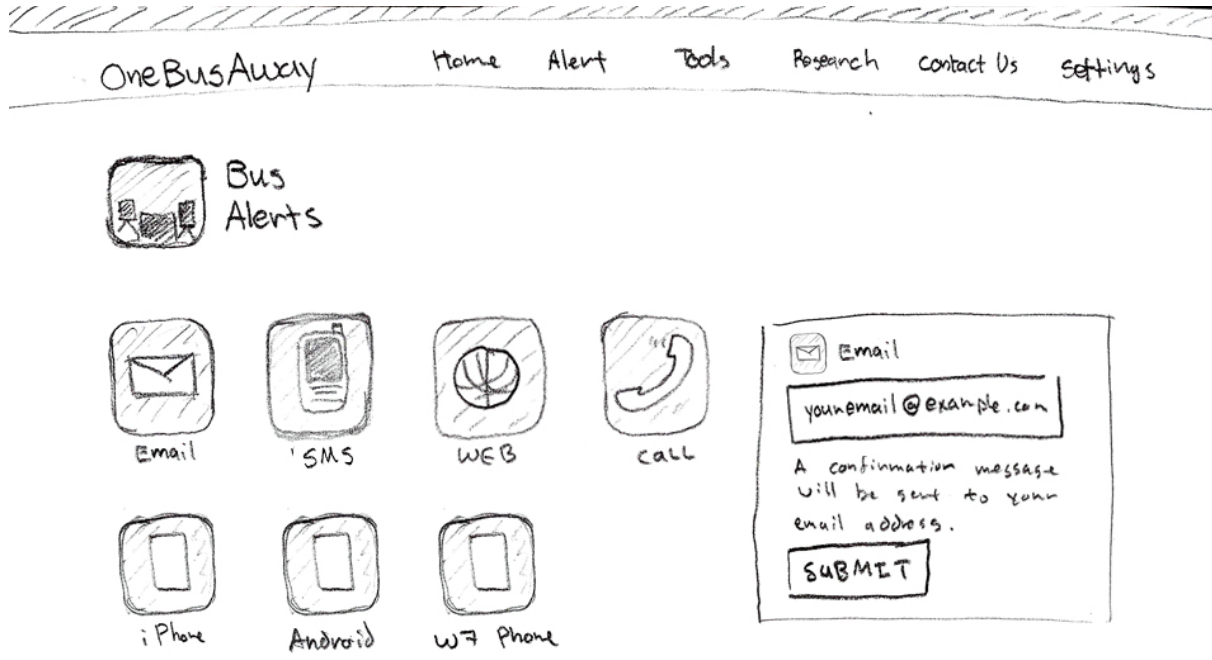 OneBusAway
Home Alert Tools Research Contact Us Settings
Bus
Alerts
Email
SMS
WEB
CALL
Email
youremail@example.com
A confirmation message
will be sent to your
email address.
SUBMIT
iPhone
Android
W7 Phone